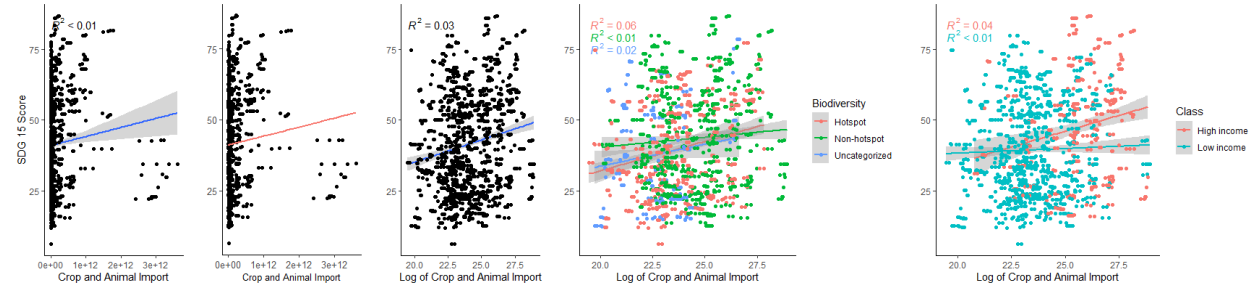 R² < 0.01
75
50
25
SDG 15 Score
0e+00 1e+12 2e+12 3e+12
Crop and Animal Import
0e+00 1e+12 2e+12 3e+12
Crop and Animal Import
R² = 0.03
75
50
25
20.0 22.5 25.0 27.5
Log of Crop and Animal Import
R² = 0.06
R² < 0.01
R² = 0.02
75
50
25
20.0 22.5 25.0 27.5
Log of Crop and Animal Import
Biodiversity
Hotspot
Non-hotspot
Uncategorized
R² = 0.04
R² < 0.01
75
50
25
20.0 22.5 25.0 27.5
Log of Crop and Animal Import
Class
High income
Low income